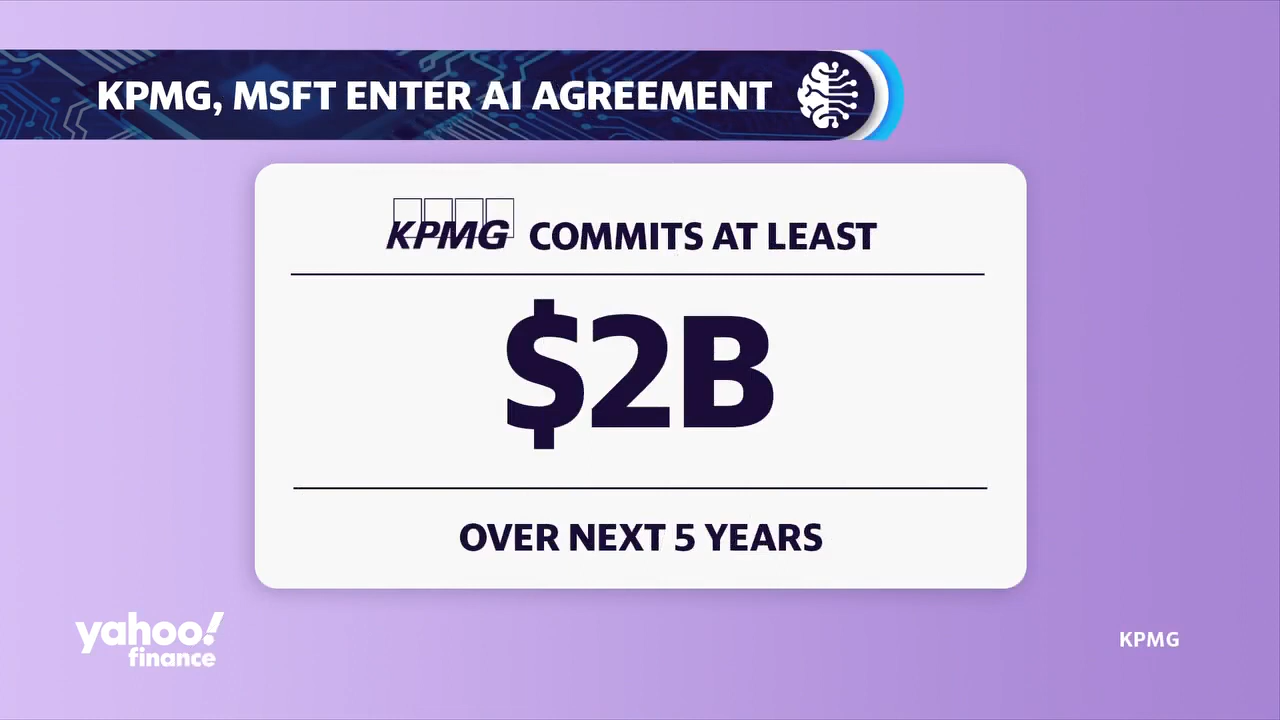 KPMG, MSFT ENTER AI AGREEMENT
KPMG COMMITS AT LEAST
$2B
OVER NEXT 5 YEARS
yahoo!
finance
KPMG